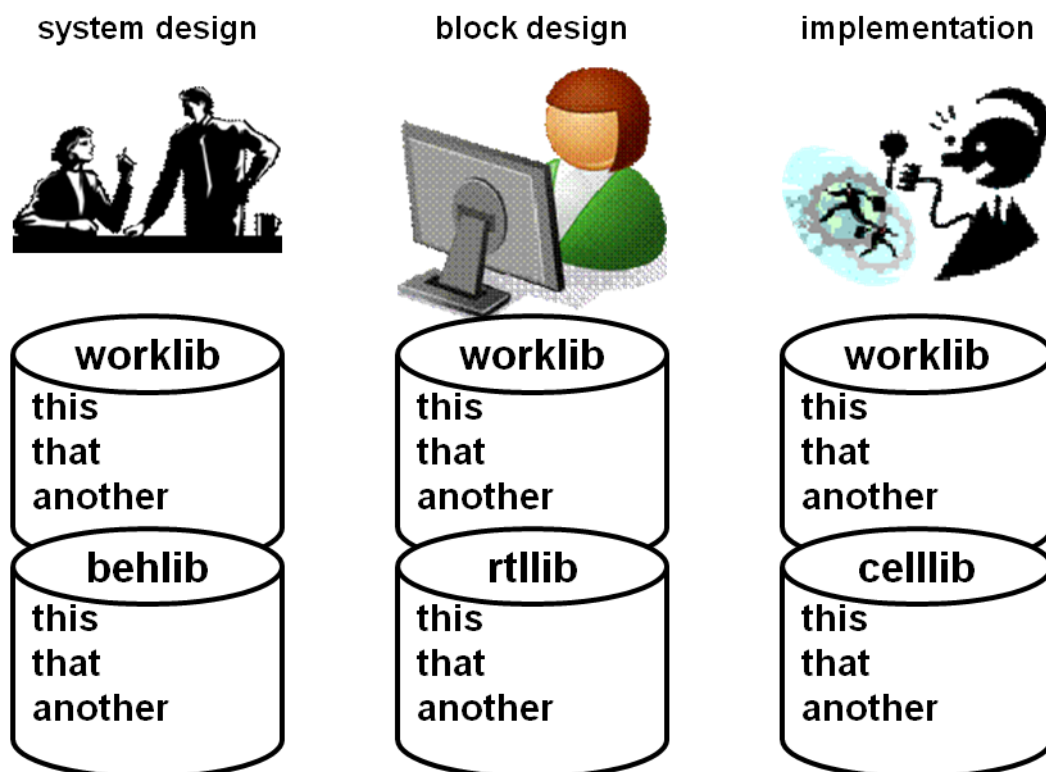 system design
block design
implementation
worklib
this
that
another
worklib
this
that
another
worklib
this
that
another
behlib
this
that
another
rtllib
this
that
another
celllib
this
that
another